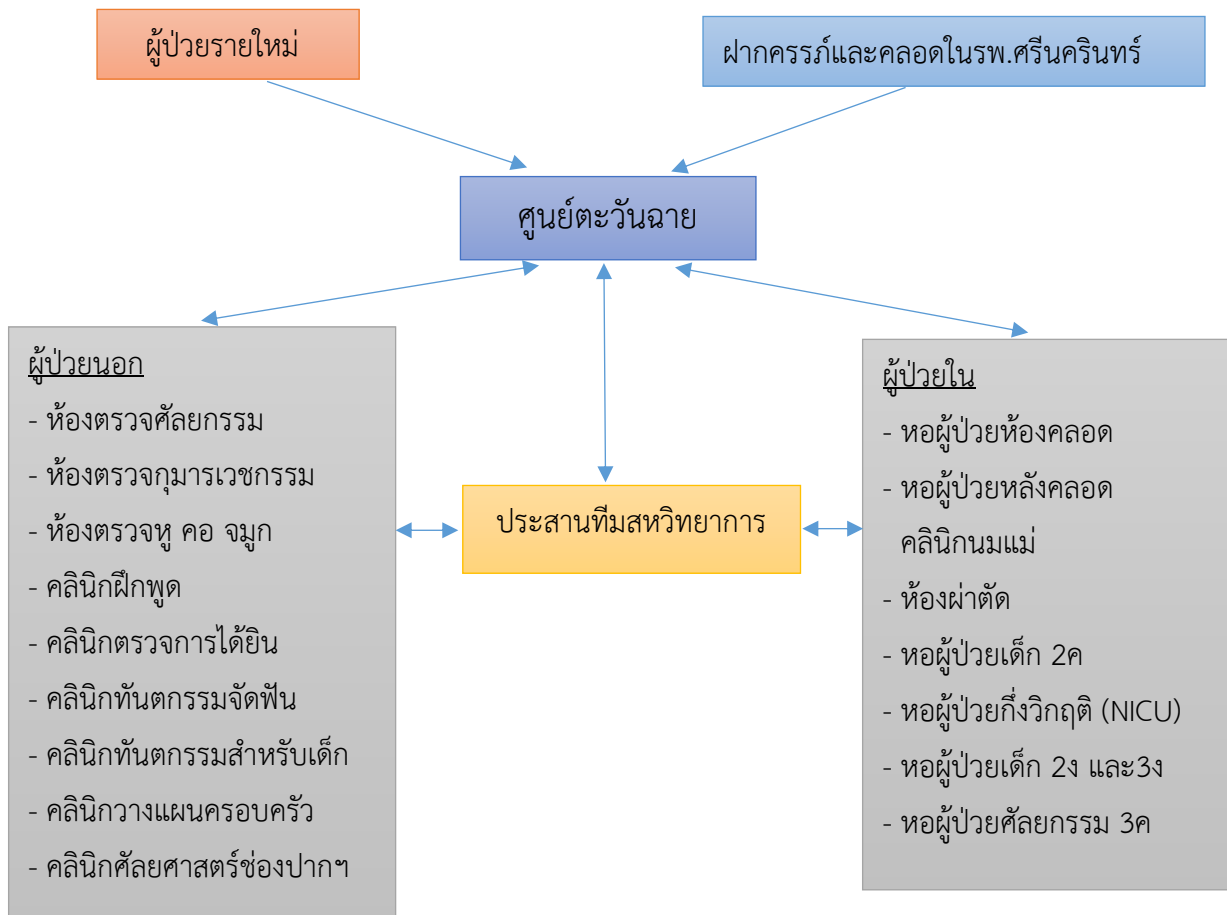 ผู้ป่วยรายใหม่
ฝากครรภ์และคลอดในรพ.ศรีนครินทร์
ศูนย์ตะวันฉาย
ผู้ป่วยนอก
- ห้องตรวจศัลยกรรม
- ห้องตรวจกุมารเวชกรรม
- ห้องตรวจหู คอ จมูก
- คลินิกฝึกพูด
- คลินิกตรวจการได้ยิน
- คลินิกทันตกรรมจัดฟัน
- คลินิกทันตกรรมสำหรับเด็ก
- คลินิกวางแผนครอบครัว
- คลินิกศัลยศาสตร์ช่องปากฯ
ประสานทีมสหวิทยาการ
ผู้ป่วยใน
- หอผู้ป่วยห้องคลอด
- หอผู้ป่วยหลังคลอด
คลินิกนมแม่
- ห้องผ่าตัด
- หอผู้ป่วยเด็ก 2ค
- หอผู้ป่วยกึ่งวิกฤติ (NICU)
- หอผู้ป่วยเด็ก 2ง และ3ง
- หอผู้ป่วยศัลยกรรม 3ค